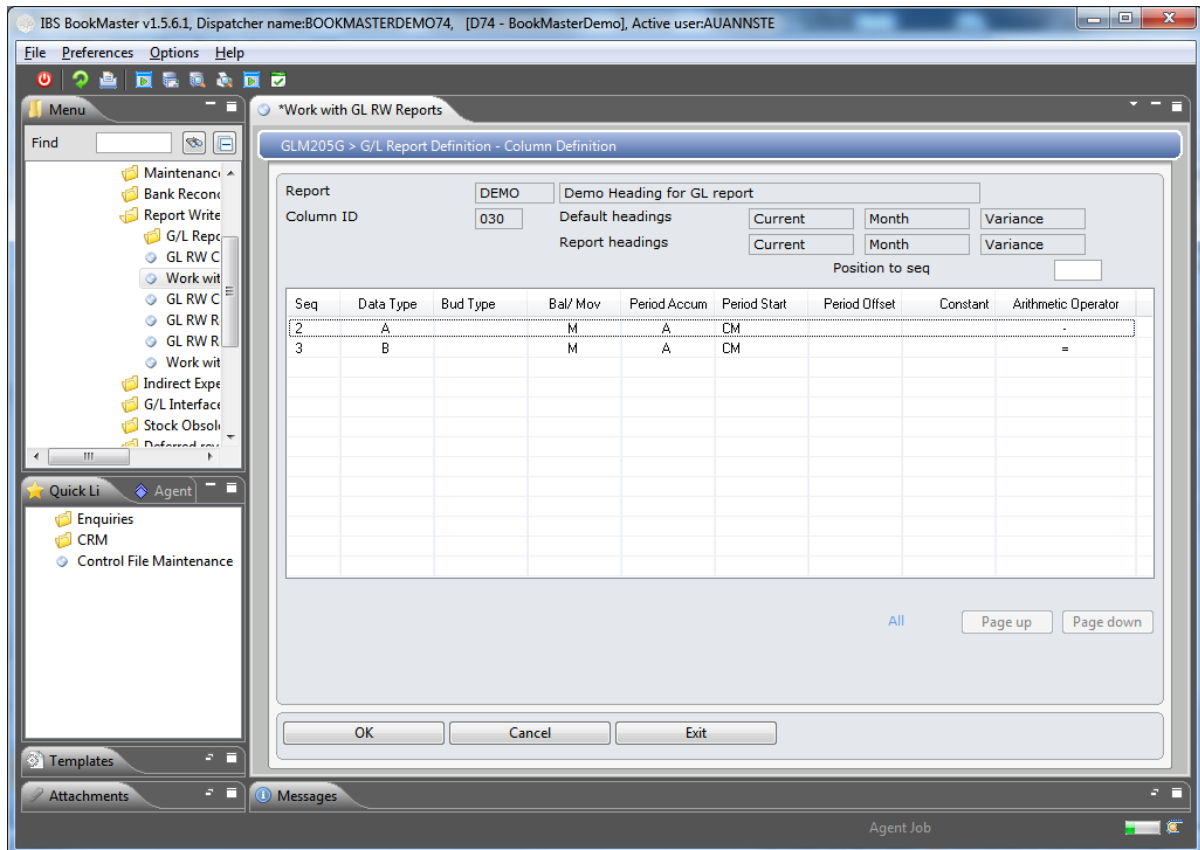 IBS BookMaster v1.5.6.1, Dispatcher name:BOOKMASTERDEMO74, [D74 - BookMasterDemo], Active user:AUANNSTE
File Preferences Options Help
Menu
*Work with GL RW Reports
Find
GLM205G > G/L Report Definition - Column Definition
Maintenanc
Bank Recon
Report Write
G/L Repo
GL RW C
Work wit
GL RW C
GL RW R
GL RW R
Work wit
Indirect Expe
G/L Interface
Stock Obsol
Deferred rev
Report DEMO Demo Heading for GL report
Column ID 030 Default headings Current Month Variance
Report headings Current Month Variance
Position to seq
Seq Data Type Bud Type Bal/ Mov Period Accum Period Start Period Offset Constant Arithmetic Operator
2 A M A CM -
3 B M A CM =
All Page up Page down
OK Cancel Exit
Quick Li Agent
Enquiries
CRM
Control File Maintenance
Templates
Attachments
Messages
Agent Job